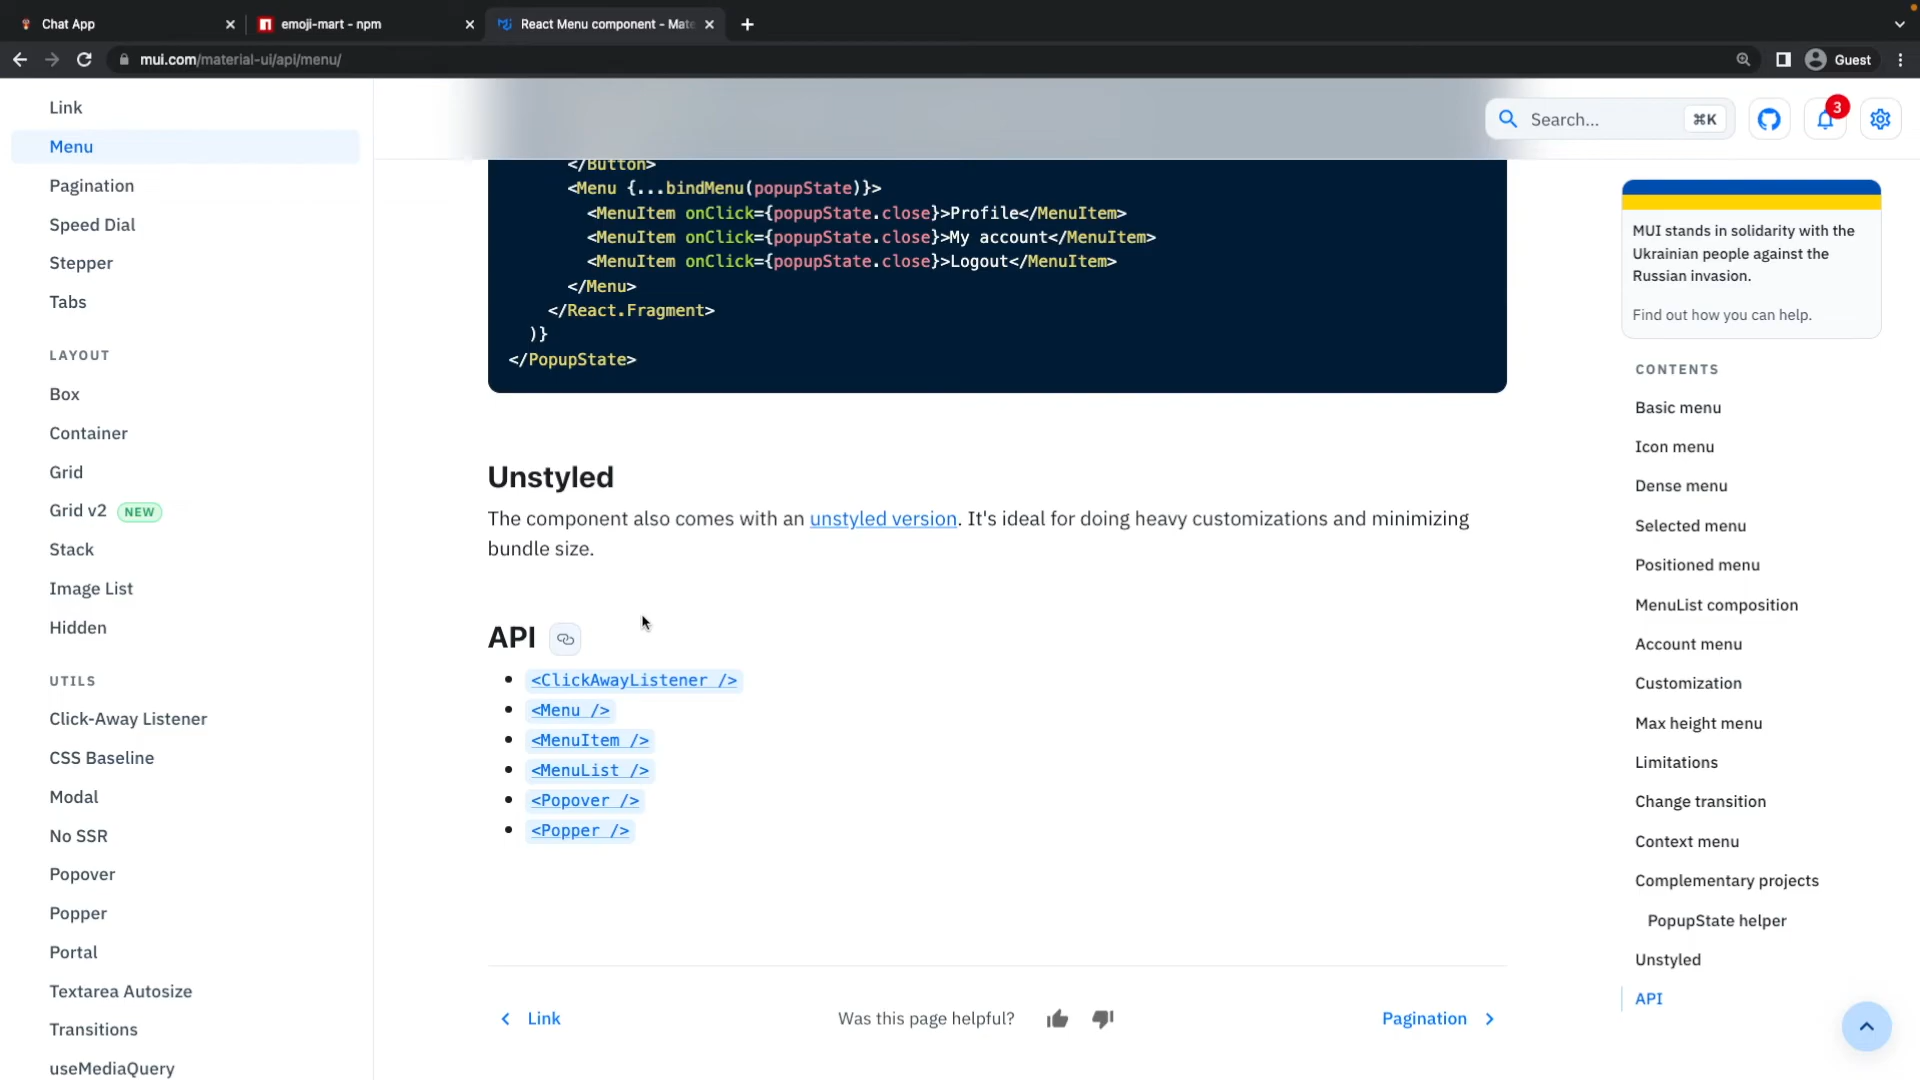 Chat App
emoji-mart - npm
React Menu component - Mate
mui.com/material-ui/api/menu/
Guest
Link
Menu
Pagination
Speed Dial
Stepper
Tabs
LAYOUT
Box
Container
Grid
Grid v2 NEW
Stack
Image List
Hidden
UTILS
Click-Away Listener
CSS Baseline
Modal
No SSR
Popover
Popper
Portal
Textarea Autosize
Transitions
useMediaQuery
Search... ⌘K
3
</Button>
<Menu {...bindMenu(popupState)}>
<MenuItem onClick={popupState.close}>Profile</MenuItem>
<MenuItem onClick={popupState.close}>My account</MenuItem>
<MenuItem onClick={popupState.close}>Logout</MenuItem>
</Menu>
</React.Fragment>
)}
</PopupState>
Unstyled
The component also comes with an unstyled version. It's ideal for doing heavy customizations and minimizing
bundle size.
API
<ClickAwayListener />
<Menu />
<MenuItem />
<MenuList />
<Popover />
<Popper />
Link
Was this page helpful?
Pagination
MUI stands in solidarity with the
Ukrainian people against the
Russian invasion.
Find out how you can help.
CONTENTS
Basic menu
Icon menu
Dense menu
Selected menu
Positioned menu
MenuList composition
Account menu
Customization
Max height menu
Limitations
Change transition
Context menu
Complementary projects
PopupState helper
Unstyled
API